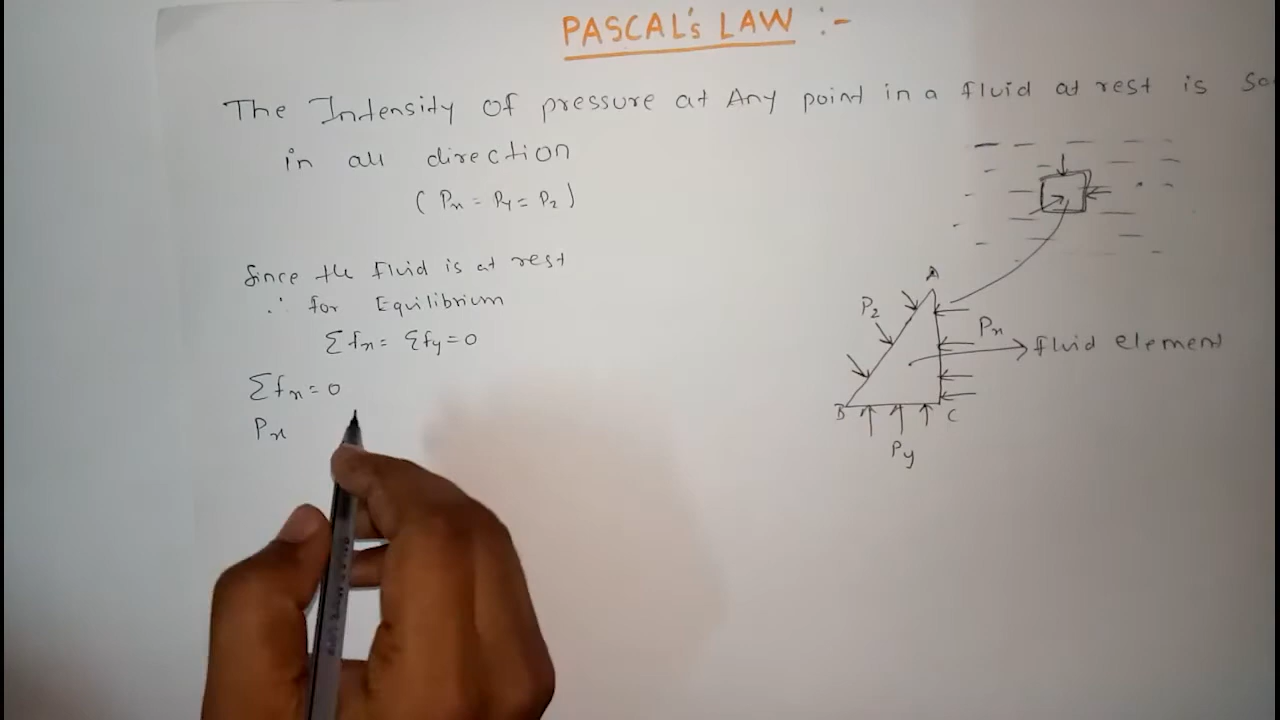 PASCAL's LAW :-
The Intensity of pressure at Any point in a fluid at rest is
in all direction
( Px = Py = Pz )
Since the fluid is at rest
∴ for Equilibrium
Σfx = Σfy = 0
Σfx = 0
Px
A
Pz
Px
fluid element
B
C
Py